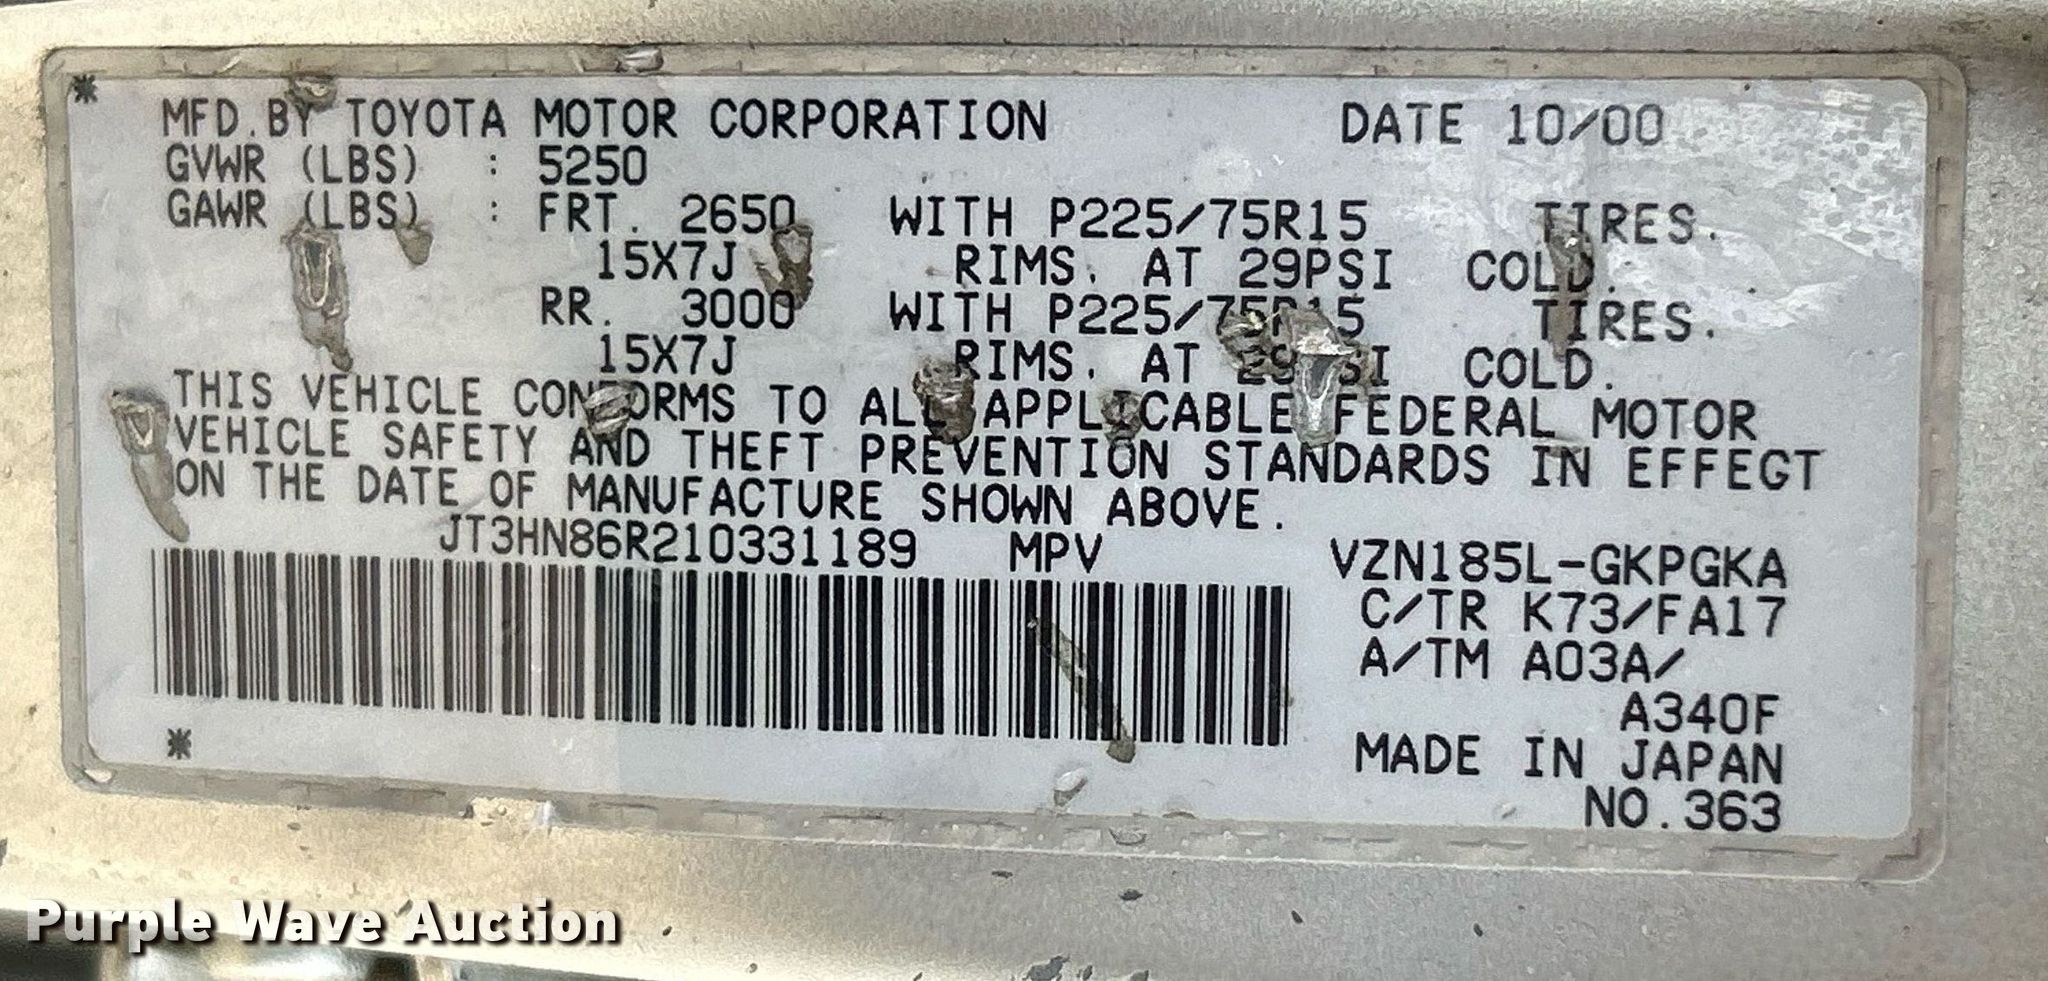 MFD.BY TOYOTA MOTOR CORPORATION DATE 10/00
GVWR (LBS) : 5250
GAWR (LBS) : FRT. 2650 WITH P225/75R15 TIRES.
15X7J RIMS. AT 29PSI COLD.
RR. 3000 WITH P225/75R15 TIRES.
15X7J RIMS. AT 29PSI COLD.
THIS VEHICLE CONFORMS TO ALL APPLICABLE FEDERAL MOTOR
VEHICLE SAFETY AND THEFT PREVENTION STANDARDS IN EFFECT
ON THE DATE OF MANUFACTURE SHOWN ABOVE.
JT3HN86R210331189 MPV VZN185L-GKPGKA
C/TR K73/FA17
A/TM A03A/
A340F
MADE IN JAPAN
NO.363
Purple Wave Auction